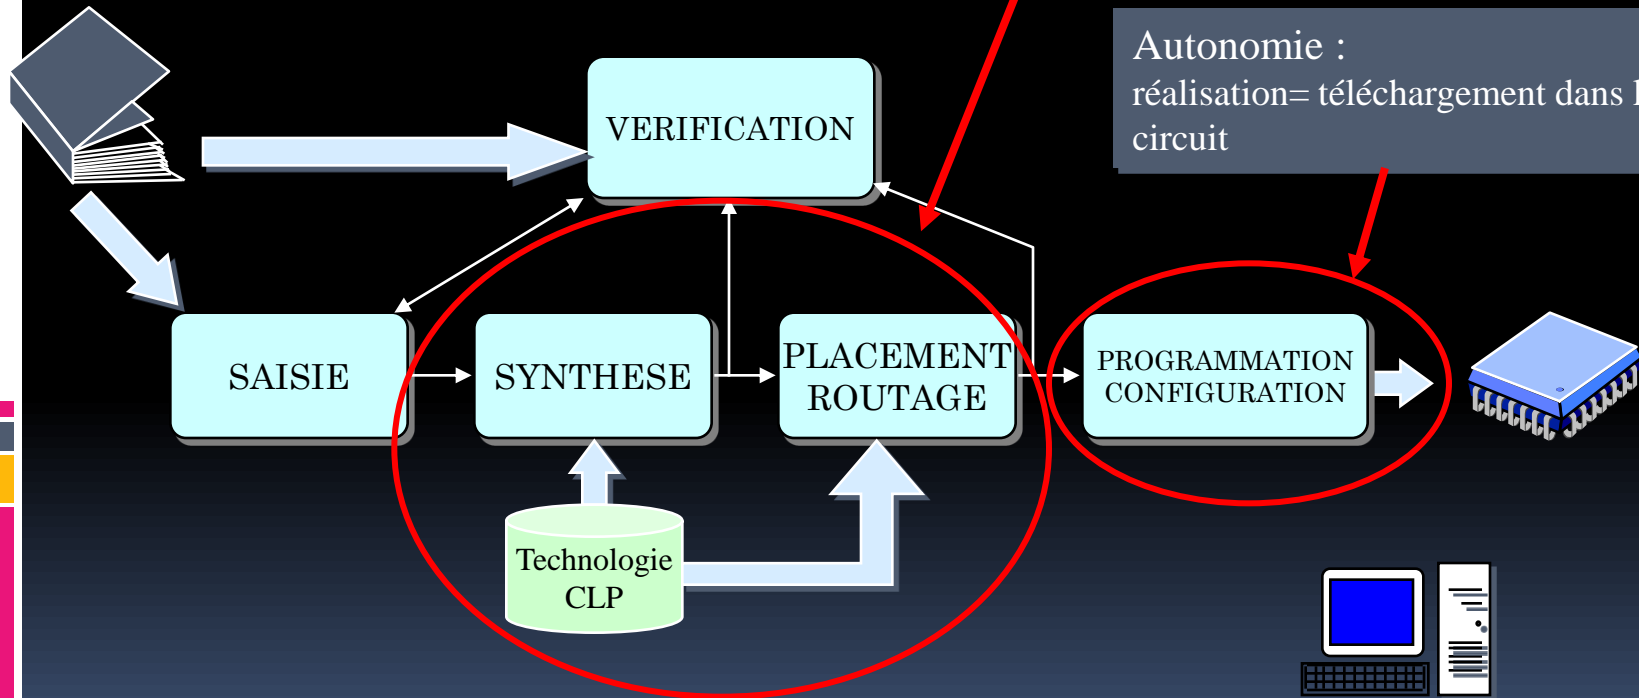 Autonomie :
réalisation= téléchargement dans
circuit
VERIFICATION
SAISIE
SYNTHESE
PLACEMENT
ROUTAGE
PROGRAMMATION
CONFIGURATION
Technologie
CLP